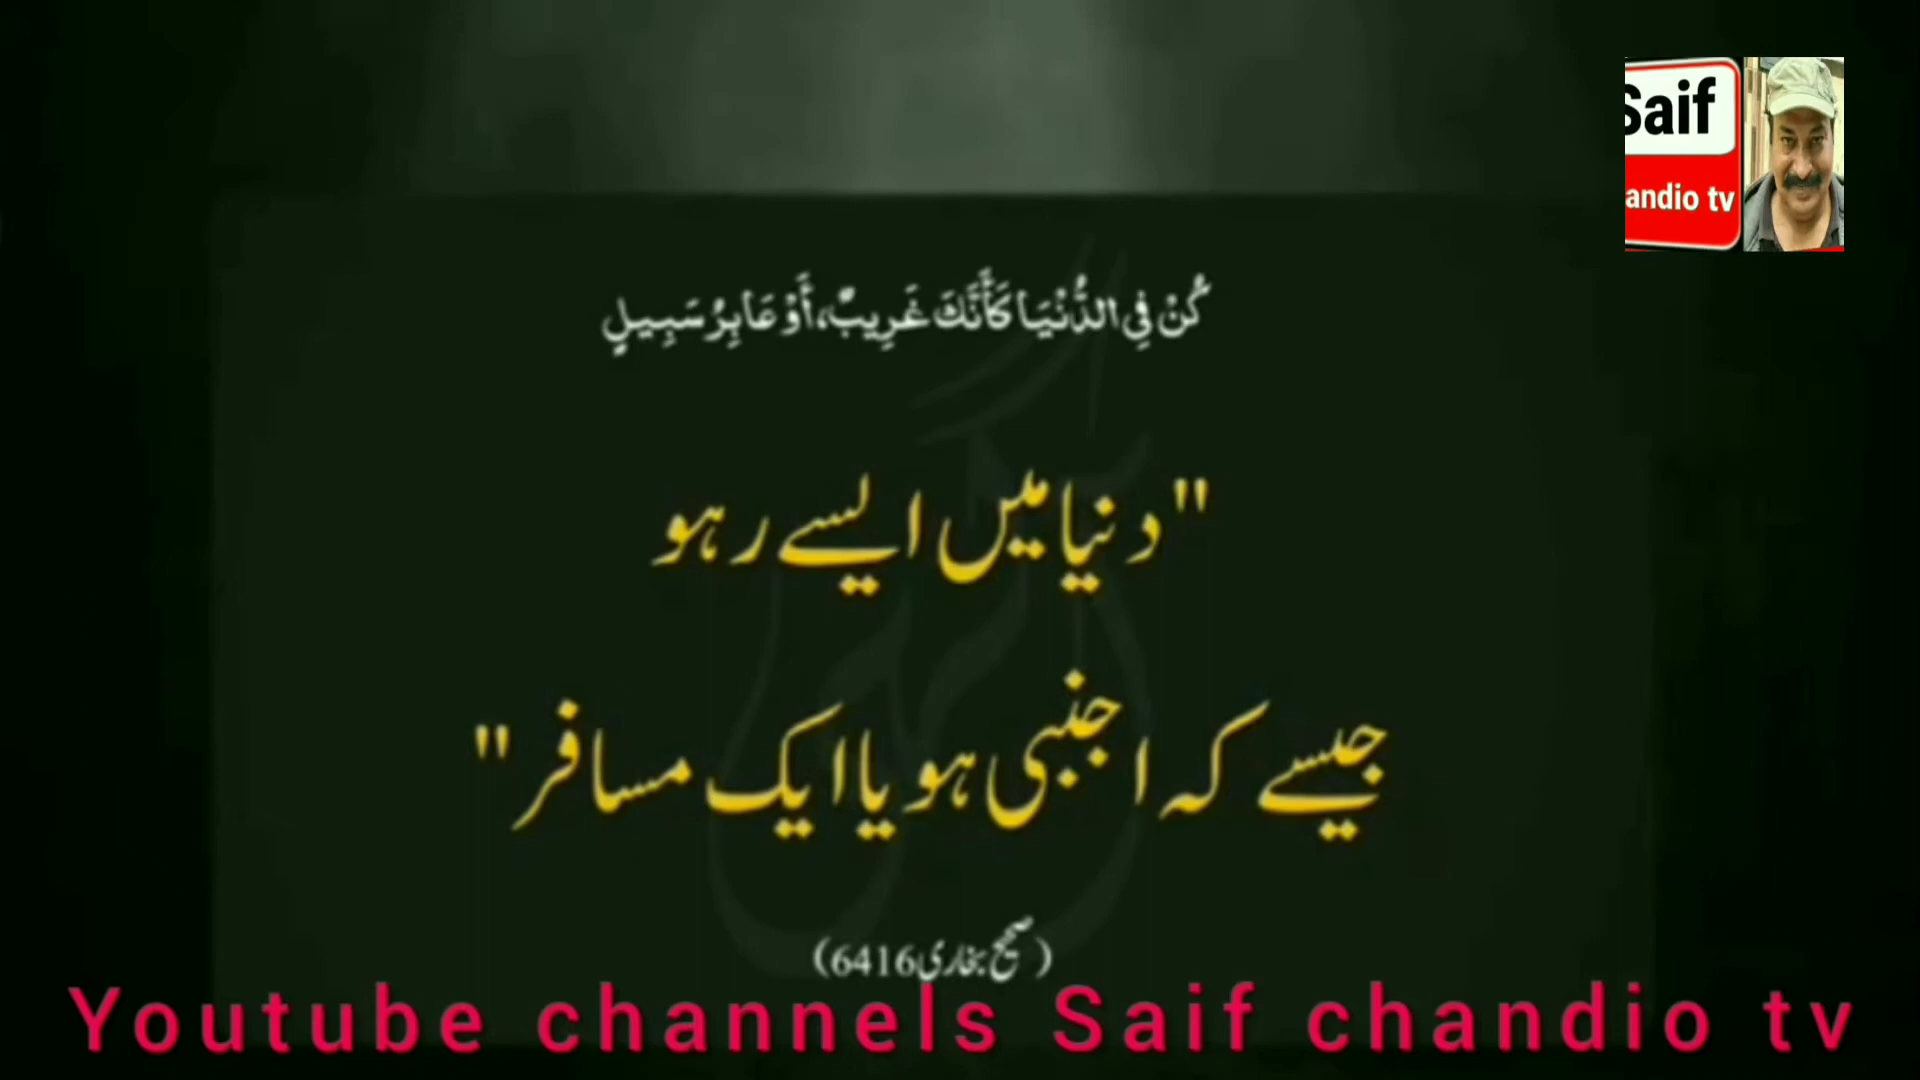 Saif
andio tv
كُنْ فِي الدُّنْيَا كَأَنَّكَ غَرِيبٌ، أَوْ عَابِرُ سَبِيلٍ
"دنیا میں ایسے رہو
جیسے کہ اجنبی ہو یا ایک مسافر"
(صحیح بخاری 6416)
Youtube channels Saif chandio tv